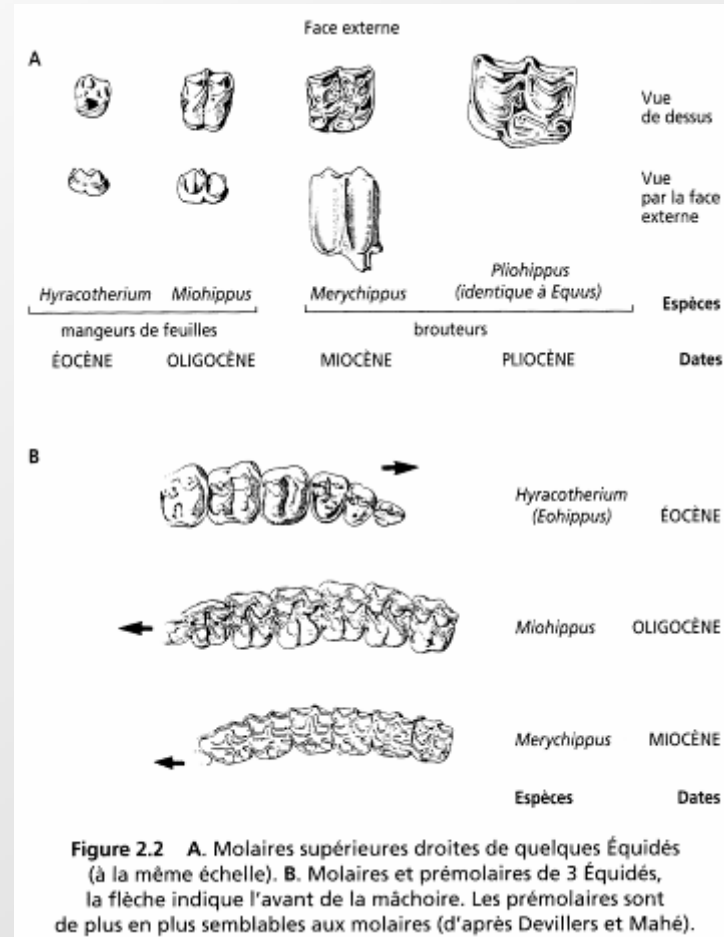 Face externe
A
Vue
de dessus
Vue
par la face
externe
Hyracotherium Miohippus Merychippus Pliohippus
(identique à Equus) Espèces
mangeurs de feuilles brouteurs
ÉOCÈNE OLIGOCÈNE MIOCÈNE PLIOCÈNE Dates
B
Hyracotherium
(Eohippus) ÉOCÈNE
Miohippus OLIGOCÈNE
Merychippus MIOCÈNE
Espèces Dates
Figure 2.2 A. Molaires supérieures droites de quelques Équidés
(à la même échelle). B. Molaires et prémolaires de 3 Équidés,
la flèche indique l'avant de la mâchoire. Les prémolaires sont
de plus en plus semblables aux molaires (d'après Devillers et Mahé).